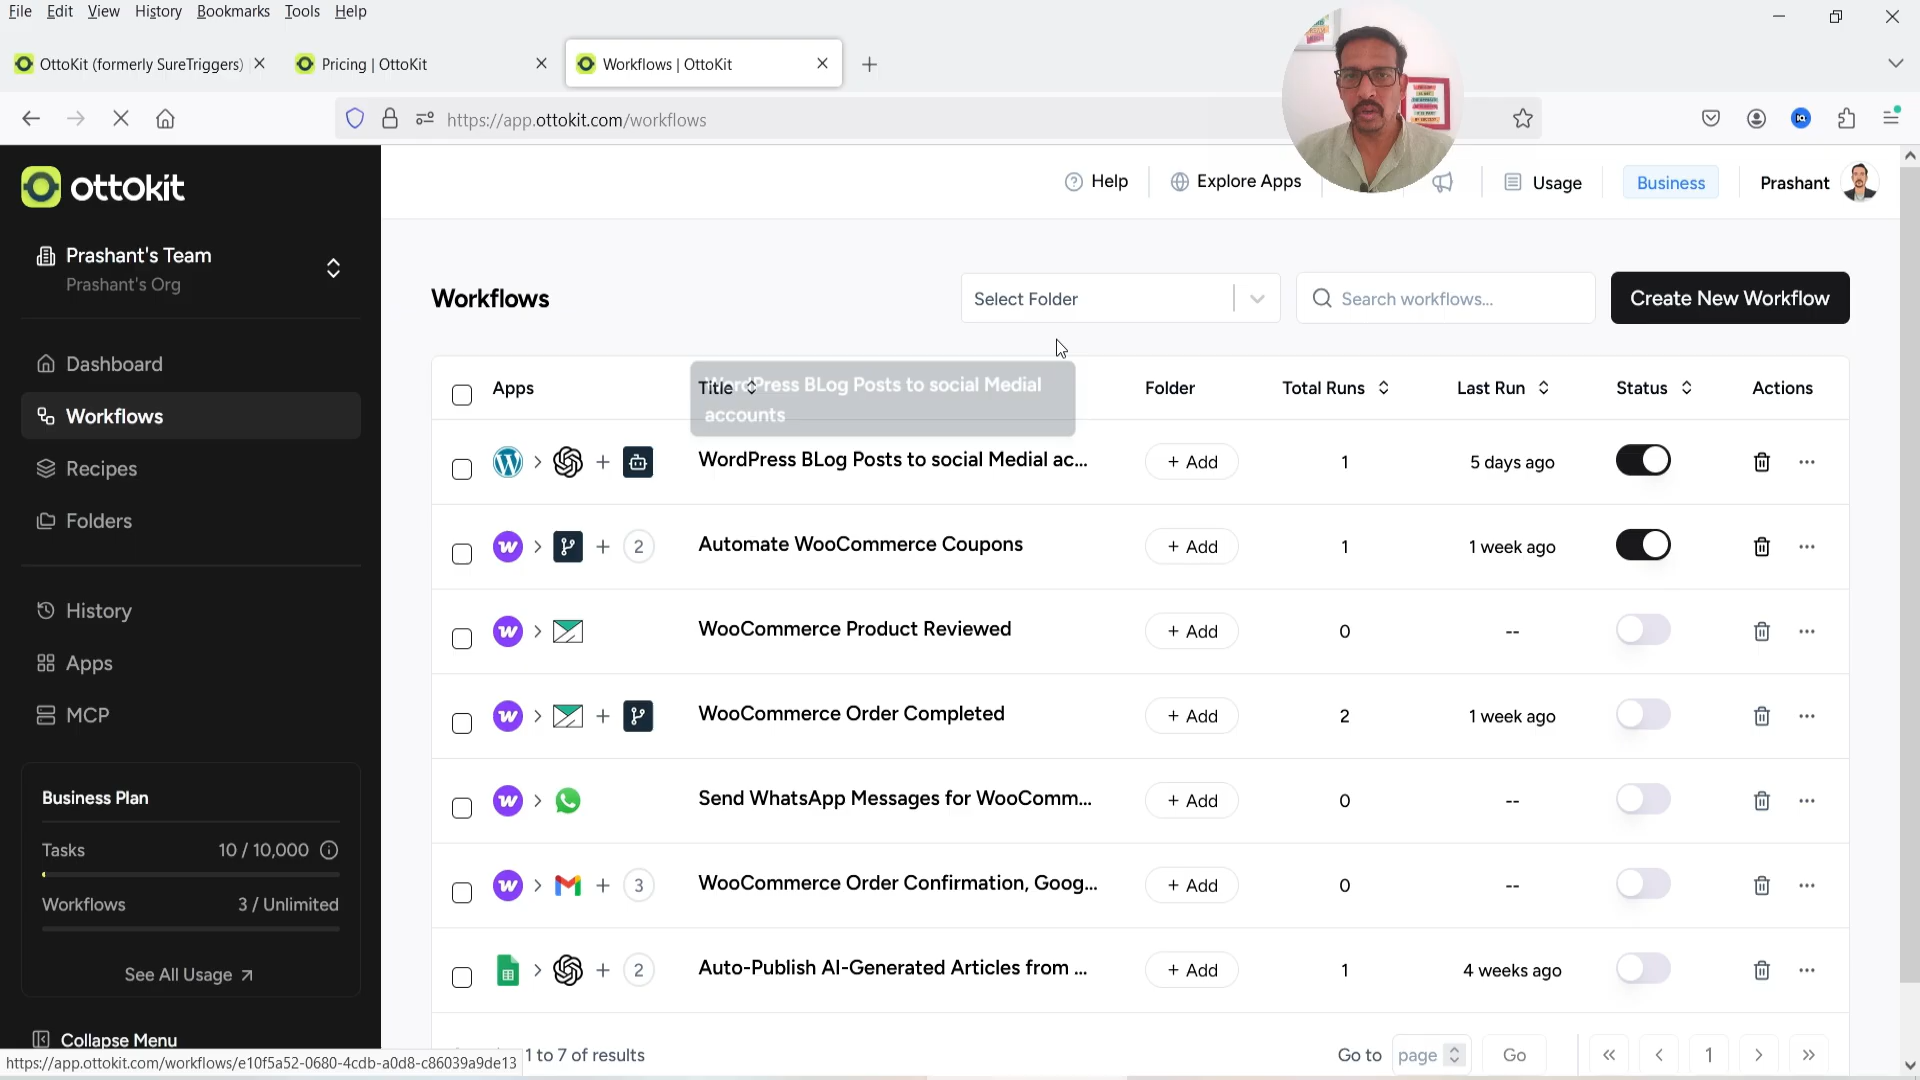 File Edit View History Bookmarks Tools Help
OttoKit (formerly SureTriggers)
Pricing | OttoKit
Workflows | OttoKit
https://app.ottokit.com/workflows
ottokit
Help
Explore Apps
Usage
Business
Prashant
Prashant's Team
Prashant's Org
Dashboard
Workflows
Recipes
Folders
History
Apps
MCP
Business Plan
Tasks 10 / 10,000
Workflows 3 / Unlimited
See All Usage
Collapse Menu
Workflows
Select Folder
Search workflows...
Create New Workflow
Apps Title Folder Total Runs Last Run Status Actions
WordPress BLog Posts to social Medial
accounts
WordPress BLog Posts to social Medial ac... + Add 1 5 days ago
2 Automate WooCommerce Coupons + Add 1 1 week ago
WooCommerce Product Reviewed + Add 0 --
WooCommerce Order Completed + Add 2 1 week ago
Send WhatsApp Messages for WooComm... + Add 0 --
3 WooCommerce Order Confirmation, Goog... + Add 0 --
2 Auto-Publish AI-Generated Articles from ... + Add 1 4 weeks ago
1 to 7 of results
Go to page Go
1
https://app.ottokit.com/workflows/e10f5a52-0680-4cdb-a0d8-c86039a9de13